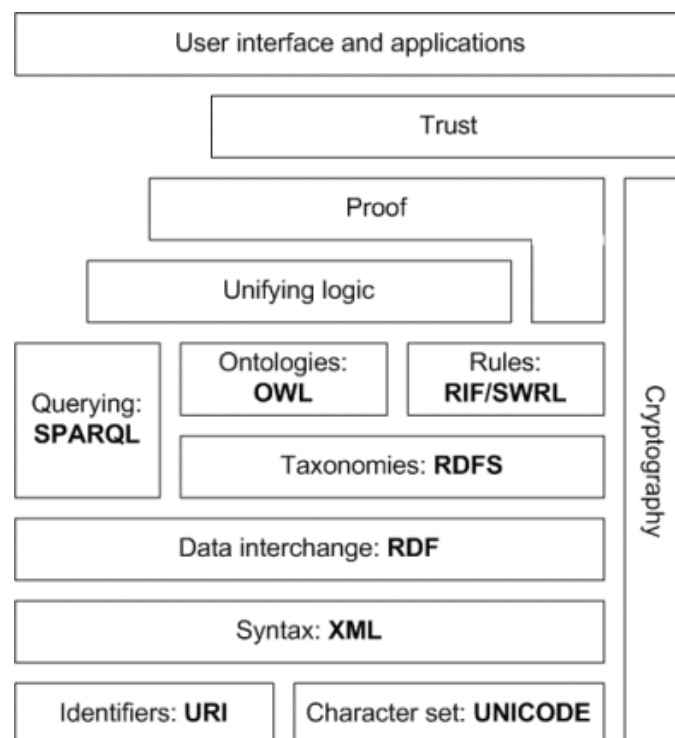 User interface and applications
Trust
Proof
Unifying logic
Querying:
SPARQL
Ontologies:
OWL
Rules:
RIF/SWRL
Taxonomies: RDFS
Cryptography
Data interchange: RDF
Syntax: XML
Identifiers: URI
Character set: UNICODE